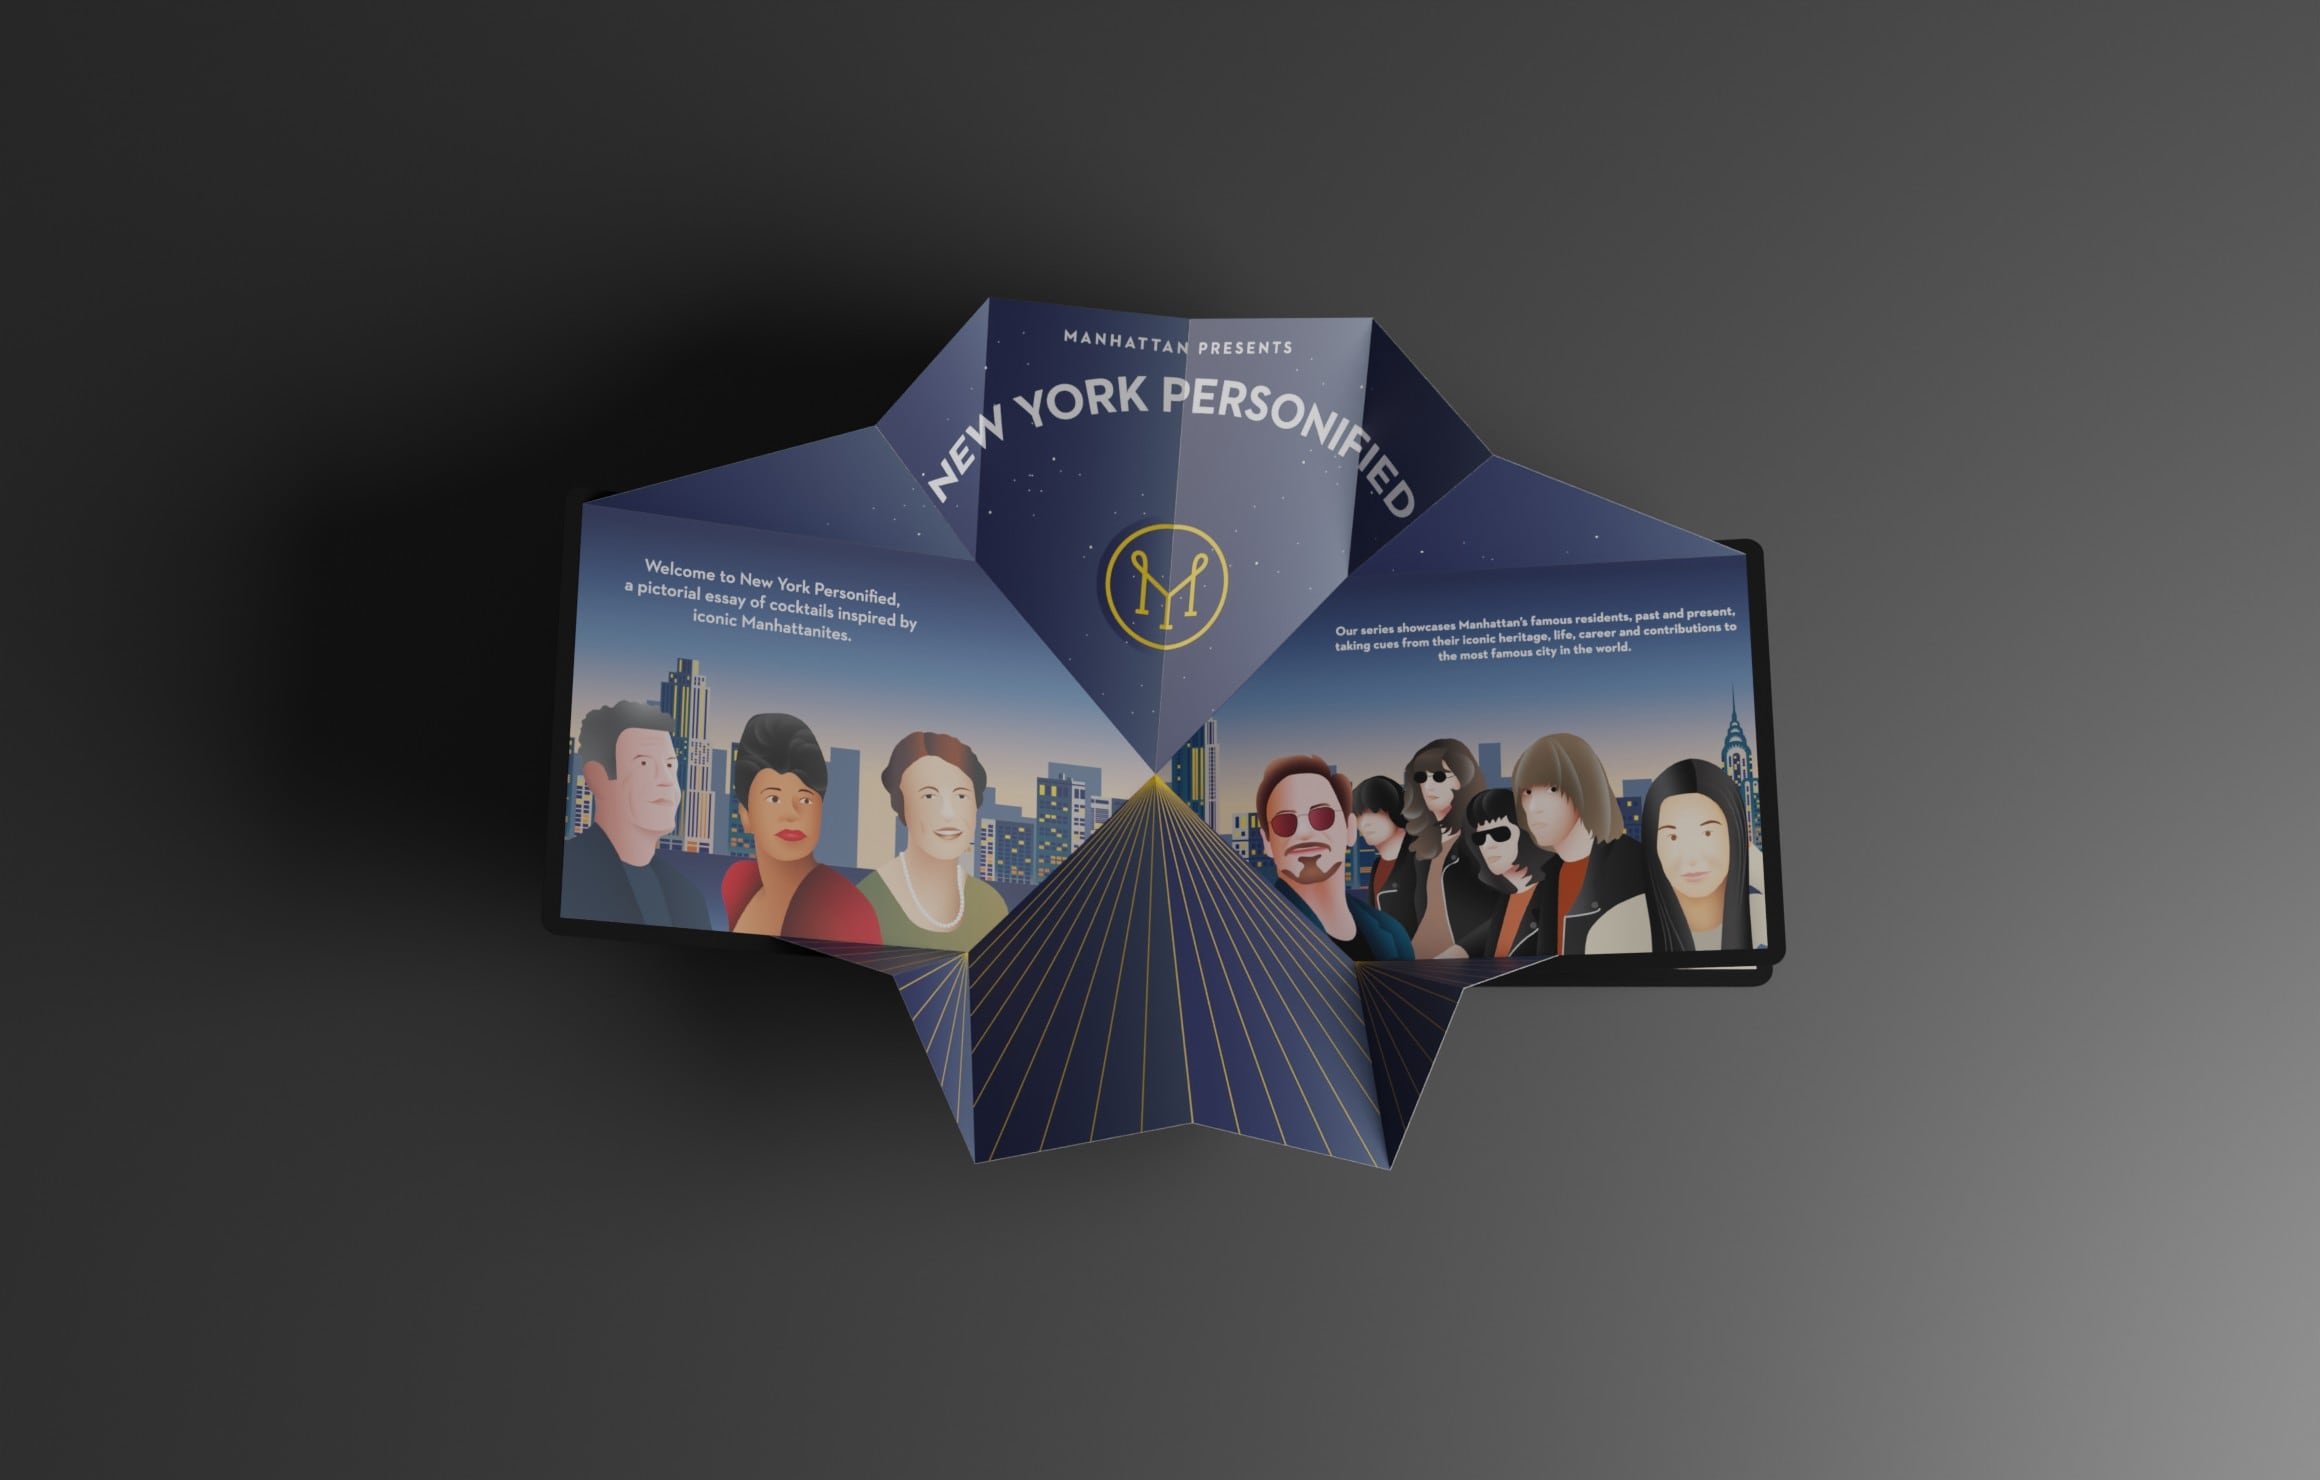 MANHATTAN PRESENTS
NEW YORK PERSONIFIED
M
Welcome to New York Personified,
a pictorial essay of cocktails inspired by
iconic Manhattanites.
Our series showcases Manhattan's famous residents, past and present,
taking cues from their iconic heritage, life, career and contributions to
the most famous city in the world.